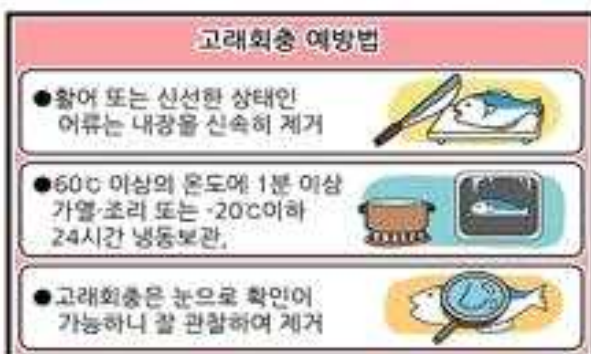 고래회충 예방법
●활어 또는 신선한 상태인
어류는 내장을 신속히 제거
●60℃ 이상의 온도에 1분 이상
가열·조리 또는 -20℃이하
24시간 냉동보관,
●고래회충은 눈으로 확인이
가능하니 잘 관찰하여 제거